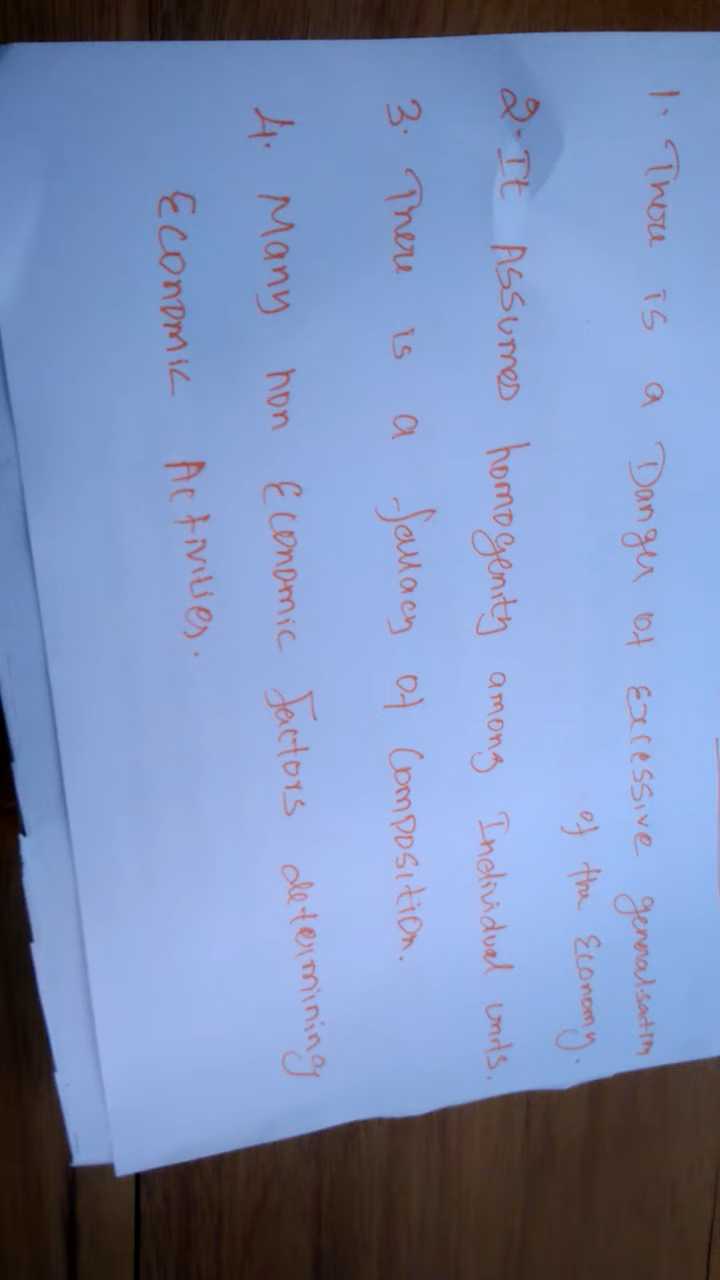 1. There is a Danger of Excessive generalisation
of the Economy.
2. It Assumes homogenity among Individual units.
3. There is a fallacy of Composition.
4. Many non Economic factors determining
Economic Activities.